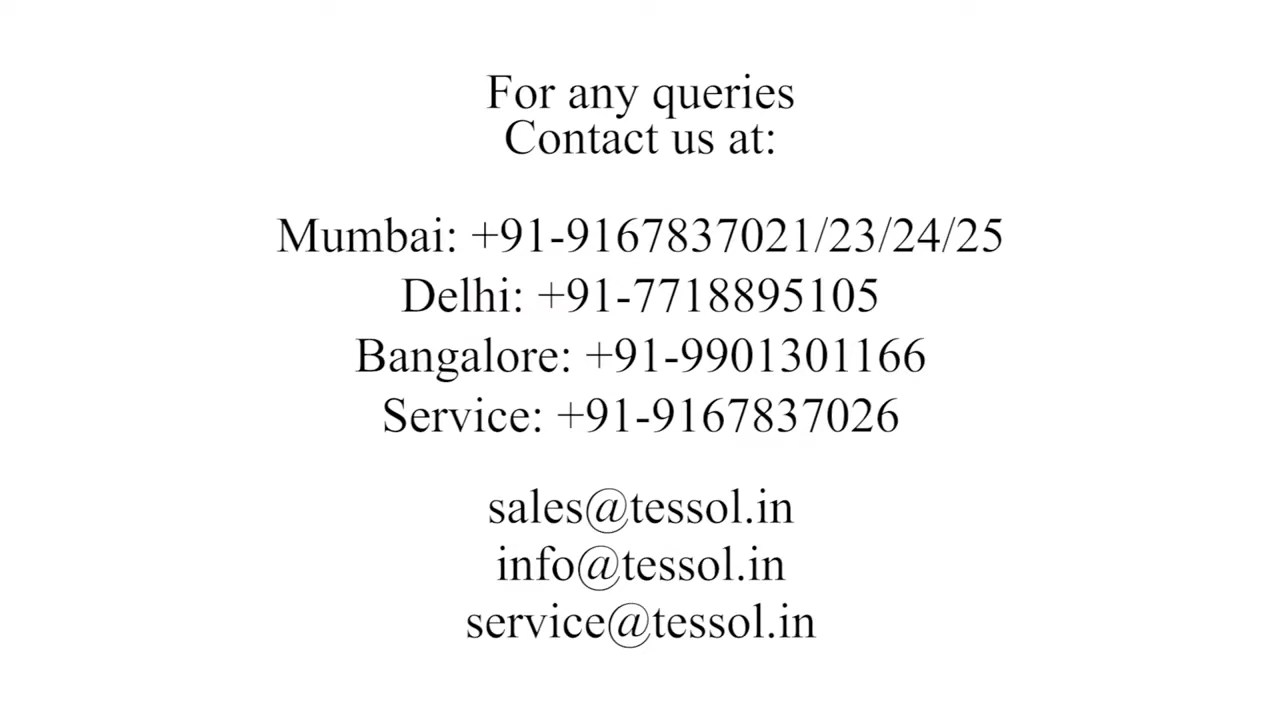 For any queries
Contact us at:
Mumbai: +91-9167837021/23/24/25
Delhi: +91-7718895105
Bangalore: +91-9901301166
Service: +91-9167837026
sales@tessol.in
info@tessol.in
service@tessol.in